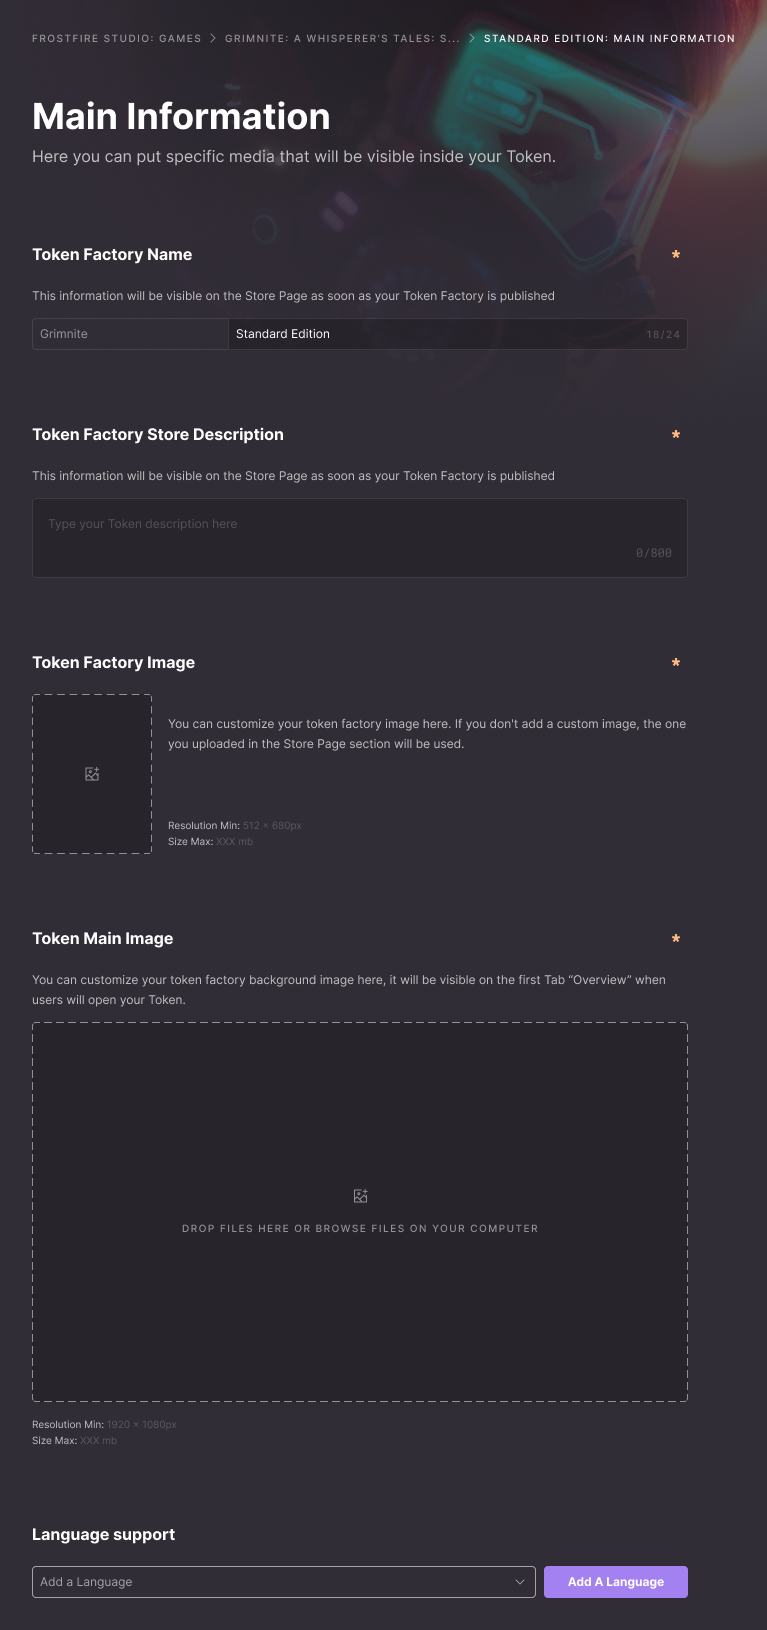 FROSTFIRE STUDIO: GAMES > GRIMNITE: A WHISPERER'S TALES: S... > STANDARD EDITION: MAIN INFORMATION
Main Information
Here you can put specific media that will be visible inside your Token.
Token Factory Name *
This information will be visible on the Store Page as soon as your Token Factory is published
Grimnite Standard Edition 18/24
Token Factory Store Description *
This information will be visible on the Store Page as soon as your Token Factory is published
Type your Token description here
0/800
Token Factory Image *
You can customize your token factory image here. If you don't add a custom image, the one
you uploaded in the Store Page section will be used.
Resolution Min: 512 × 680px
Size Max: XXX mb
Token Main Image *
You can customize your token factory background image here, it will be visible on the first Tab “Overview” when
users will open your Token.
DROP FILES HERE OR BROWSE FILES ON YOUR COMPUTER
Resolution Min: 1920 × 1080px
Size Max: XXX mb
Language support
Add a Language Add A Language